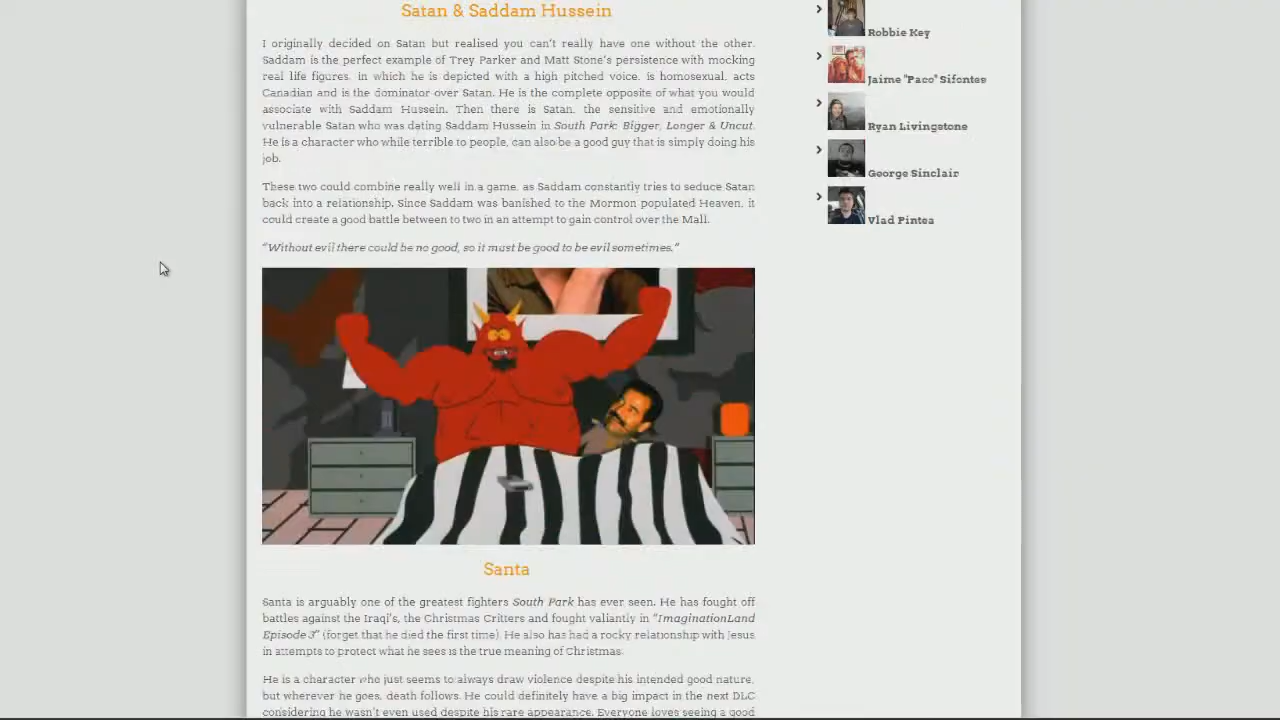 Satan & Saddam Hussein
I originally decided on Satan but realised you can't really have one without the other.
Saddam is the perfect example of Trey Parker and Matt Stone's persistence with mocking
real life figures, in which he is depicted with a high pitched voice, is homosexual, acts
Canadian and is the dominator over Satan. He is the complete opposite of what you would
associate with Saddam Hussein. Then there is Satan, the sensitive and emotionally
vulnerable Satan who was dating Saddam Hussein in South Park: Bigger, Longer & Uncut.
He is a character who while terrible to people, can also be a good guy that is simply doing his
job.
These two could combine really well in a game, as Saddam constantly tries to seduce Satan
back into a relationship. Since Saddam was banished to the Mormon populated Heaven, it
could create a good battle between to two in an attempt to gain control over the Mall.
"Without evil there could be no good, so it must be good to be evil sometimes."
Santa
Santa is arguably one of the greatest fighters South Park has ever seen. He has fought off
battles against the Iraqi's, the Christmas Critters and fought valiantly in "ImaginationLand
Episode 3" (forget that he died the first time). He also has had a rocky relationship with Jesus
in attempts to protect what he sees is the true meaning of Christmas.
He is a character who just seems to always draw violence despite his intended good nature,
but wherever he goes, death follows. He could definitely have a big impact in the next DLC
considering he wasn't even used despite his rare appearance. Everyone loves seeing a good
Robbie Key
Jaime "Paco" Sifontes
Ryan Livingstone
George Sinclair
Vlad Pintea